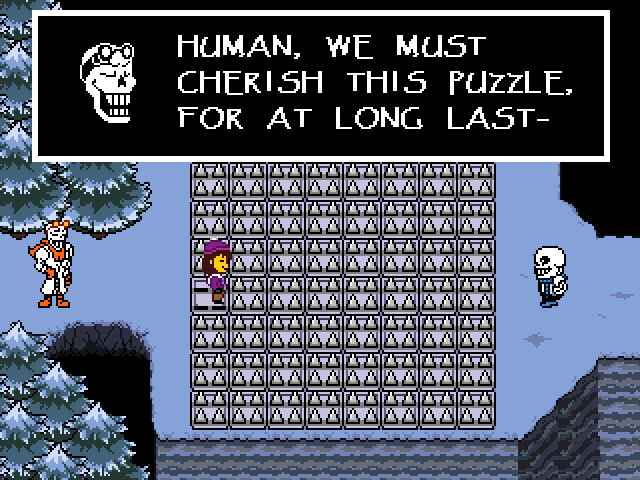 HUMAN, WE MUST
CHERISH THIS PUZZLE,
FOR AT LONG LAST-